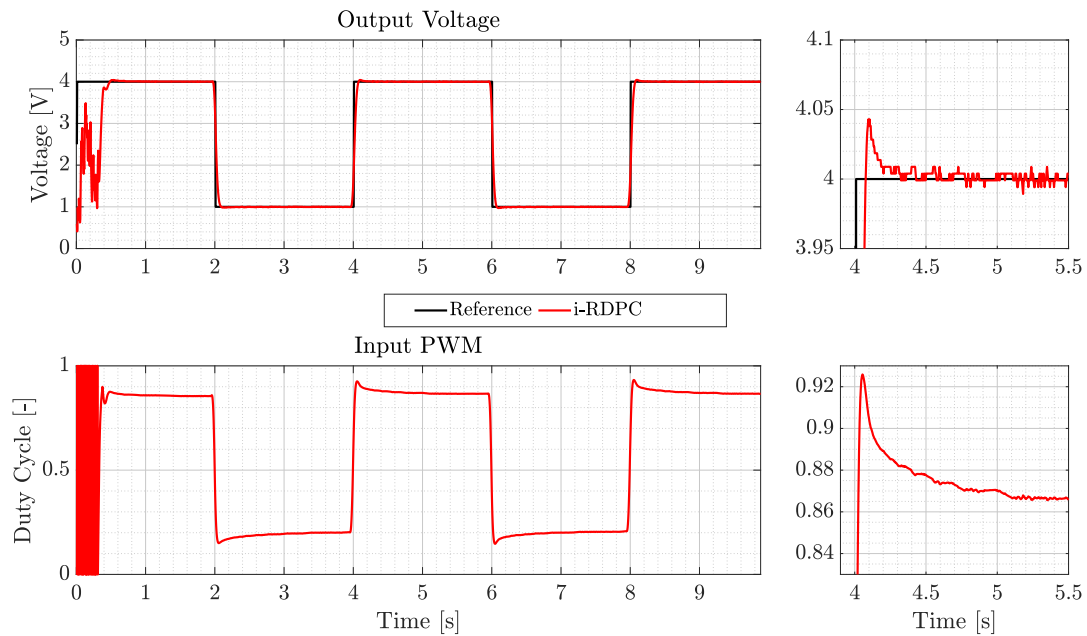 Output Voltage
Voltage [V]
5
4
3
2
1
0
0 1 2 3 4 5 6 7 8 9
4.1
4.05
4
3.95
4 4.5 5 5.5
Reference i-RDPC
Input PWM
Duty Cycle [-]
1
0.5
0
0 1 2 3 4 5 6 7 8 9
Time [s]
0.92
0.9
0.88
0.86
0.84
4 4.5 5 5.5
Time [s]